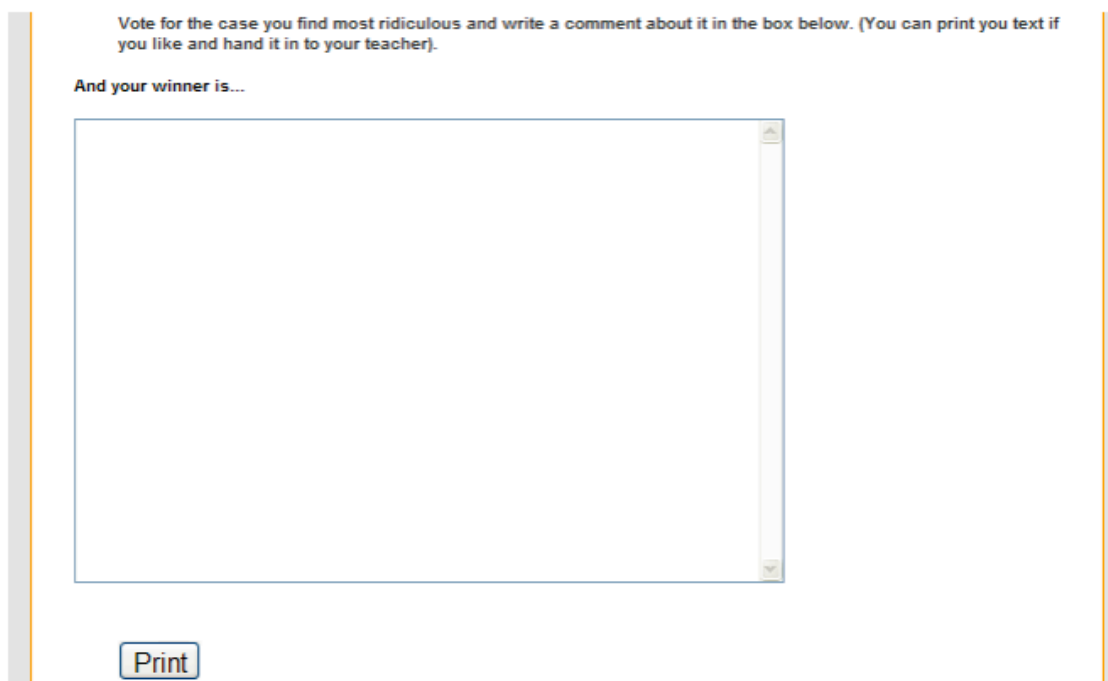 Vote for the case you find most ridiculous and write a comment about it in the box below. (You can print you text if
you like and hand it in to your teacher).
And your winner is...
Print